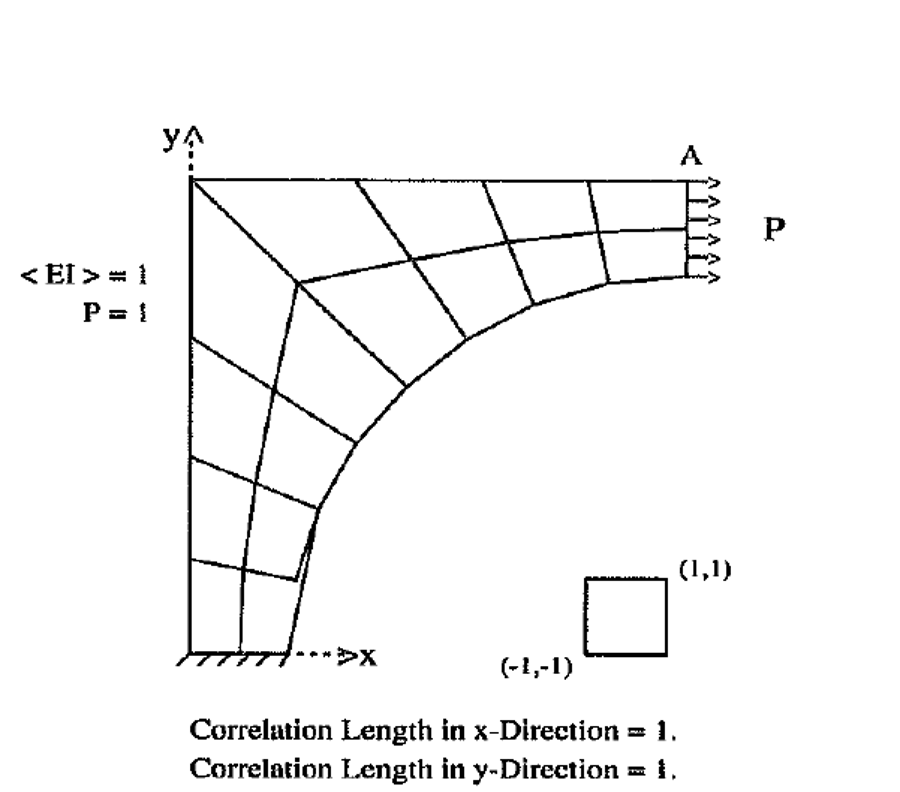 y
A
P
< EI > = 1
P = 1
(1,1)
x
(-1,-1)
Correlation Length in x-Direction = 1.
Correlation Length in y-Direction = 1.